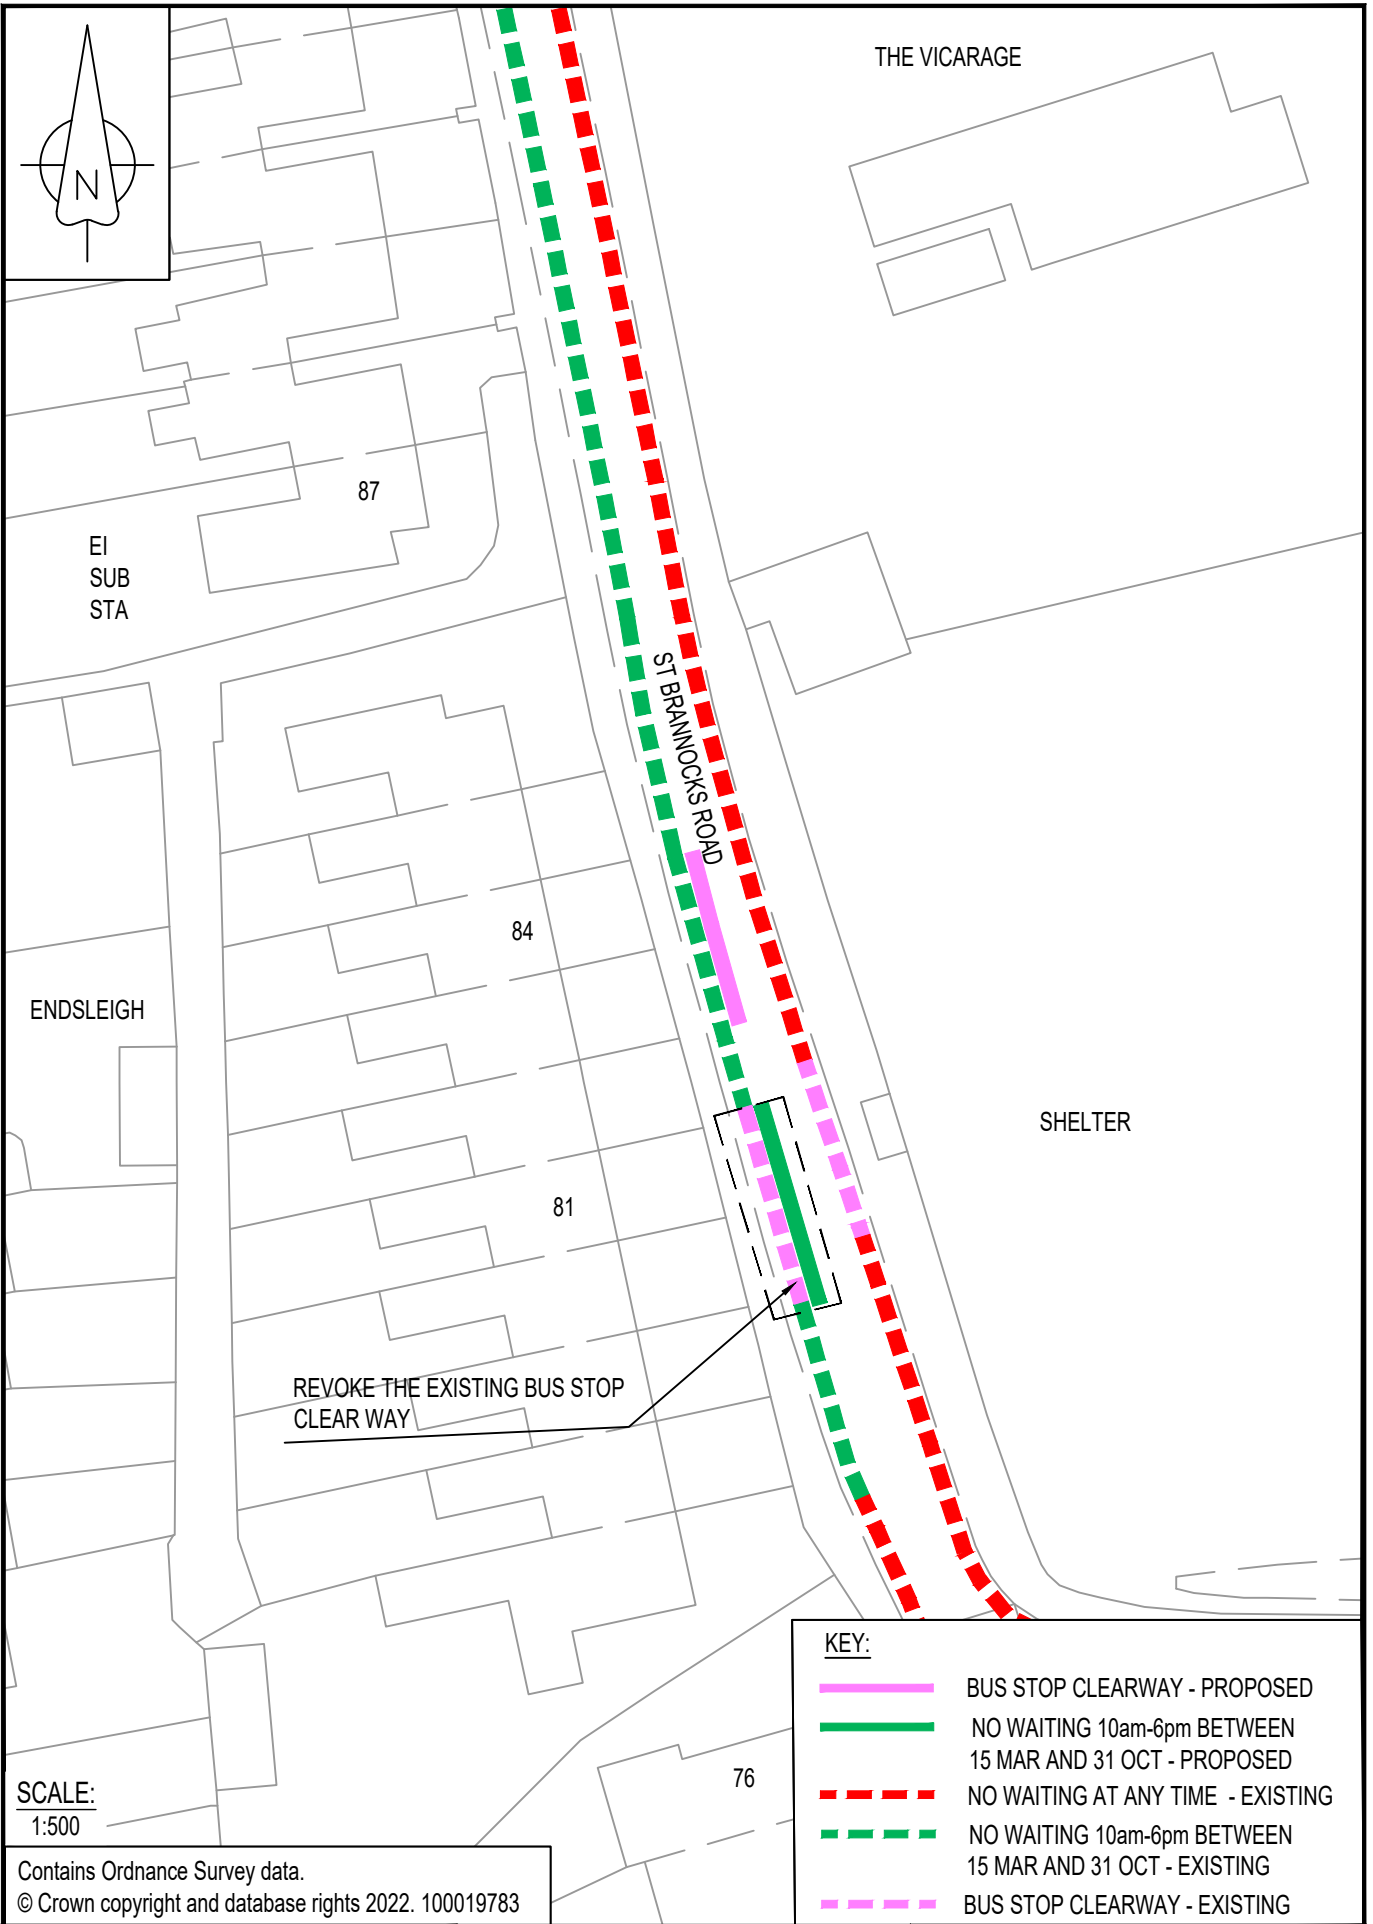 N
THE VICARAGE
87
EI
SUB
STA
ST BRANNOCKS ROAD
84
ENDSLEIGH
SHELTER
81
REVOKE THE EXISTING BUS STOP
CLEAR WAY
76
SCALE:
1:500
Contains Ordnance Survey data.
© Crown copyright and database rights 2022. 100019783
KEY:
BUS STOP CLEARWAY - PROPOSED
NO WAITING 10am-6pm BETWEEN
15 MAR AND 31 OCT - PROPOSED
NO WAITING AT ANY TIME - EXISTING
NO WAITING 10am-6pm BETWEEN
15 MAR AND 31 OCT - EXISTING
BUS STOP CLEARWAY - EXISTING